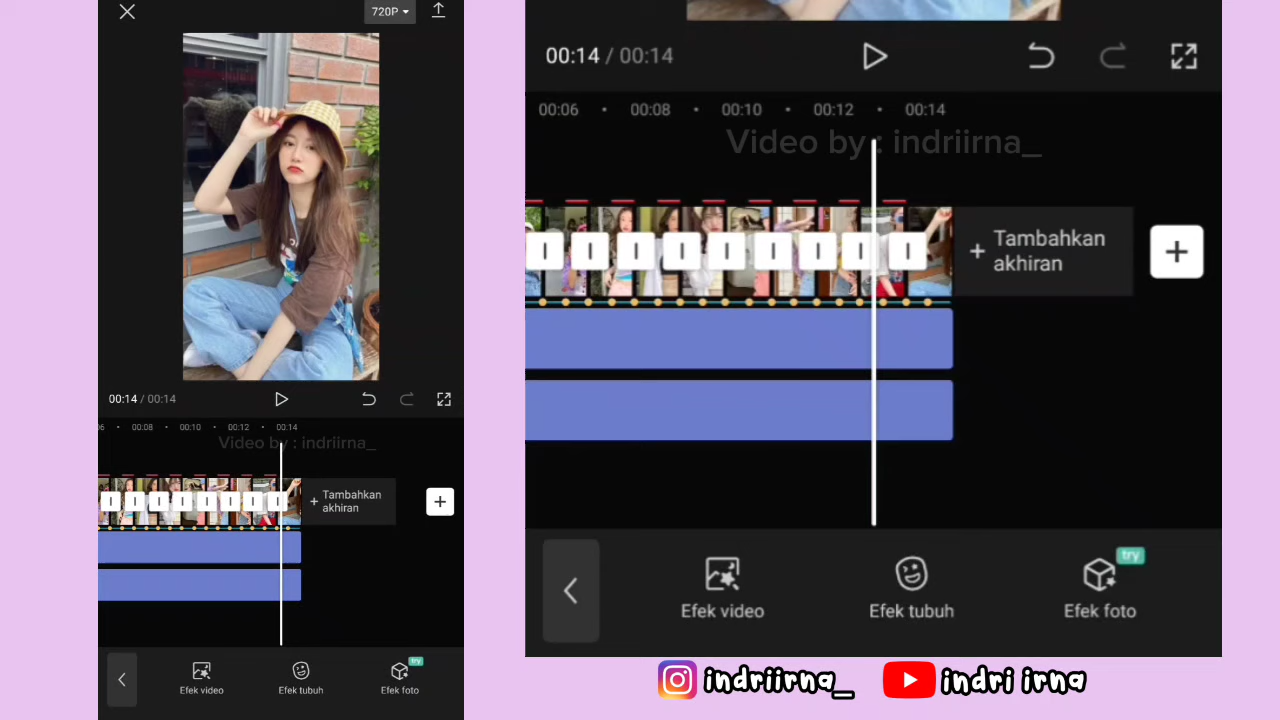 720P
00:14 / 00:14
08 00:08 00:10 00:12 00:14
Video by : indriirna_
+ Tambahkan
akhiran
+
Efek video
Efek tubuh
try
Efek foto
00:14 / 00:14
00:06 00:08 00:10 00:12 00:14
Video by : indriirna_
+ Tambahkan
akhiran
+
Efek video
Efek tubuh
try
Efek foto
indriirna_
indri irna